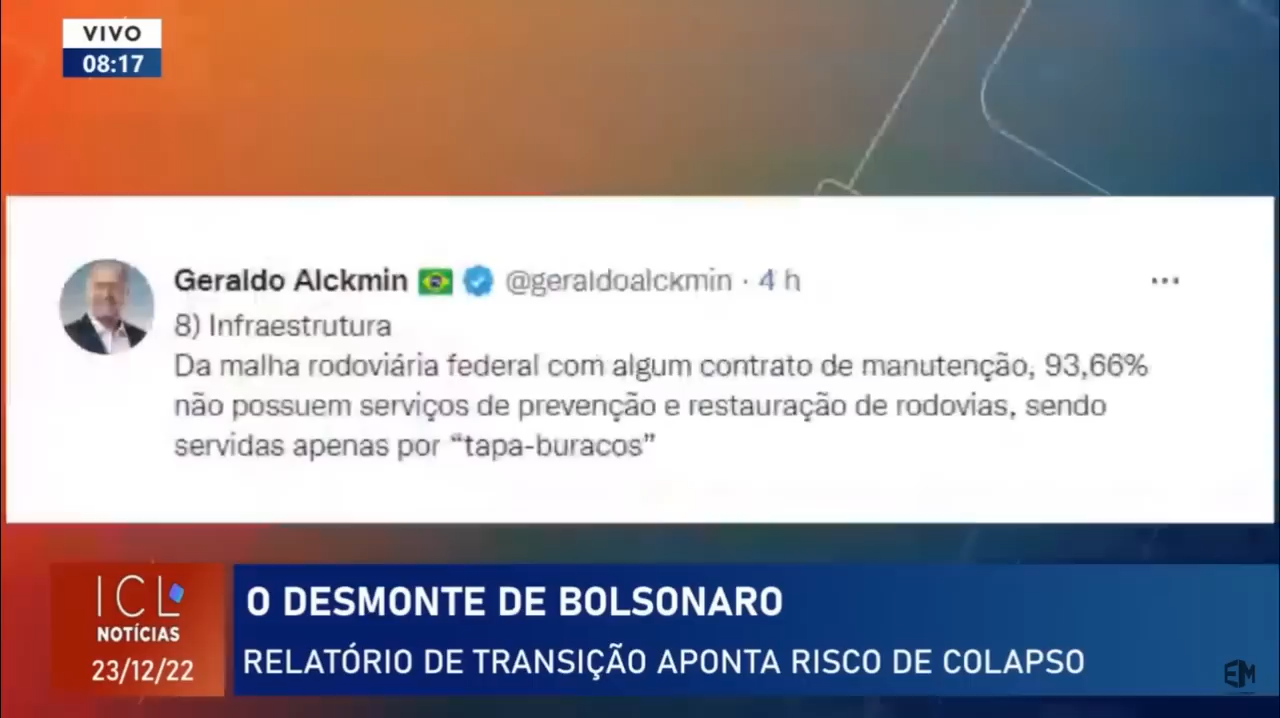 VIVO
08:17
Geraldo Alckmin @geraldoalckmin · 4 h
8) Infraestrutura
Da malha rodoviária federal com algum contrato de manutenção, 93,66%
não possuem serviços de prevenção e restauração de rodovias, sendo
servidas apenas por “tapa-buracos”
ICL
NOTÍCIAS
23/12/22
O DESMONTE DE BOLSONARO
RELATÓRIO DE TRANSIÇÃO APONTA RISCO DE COLAPSO
EM